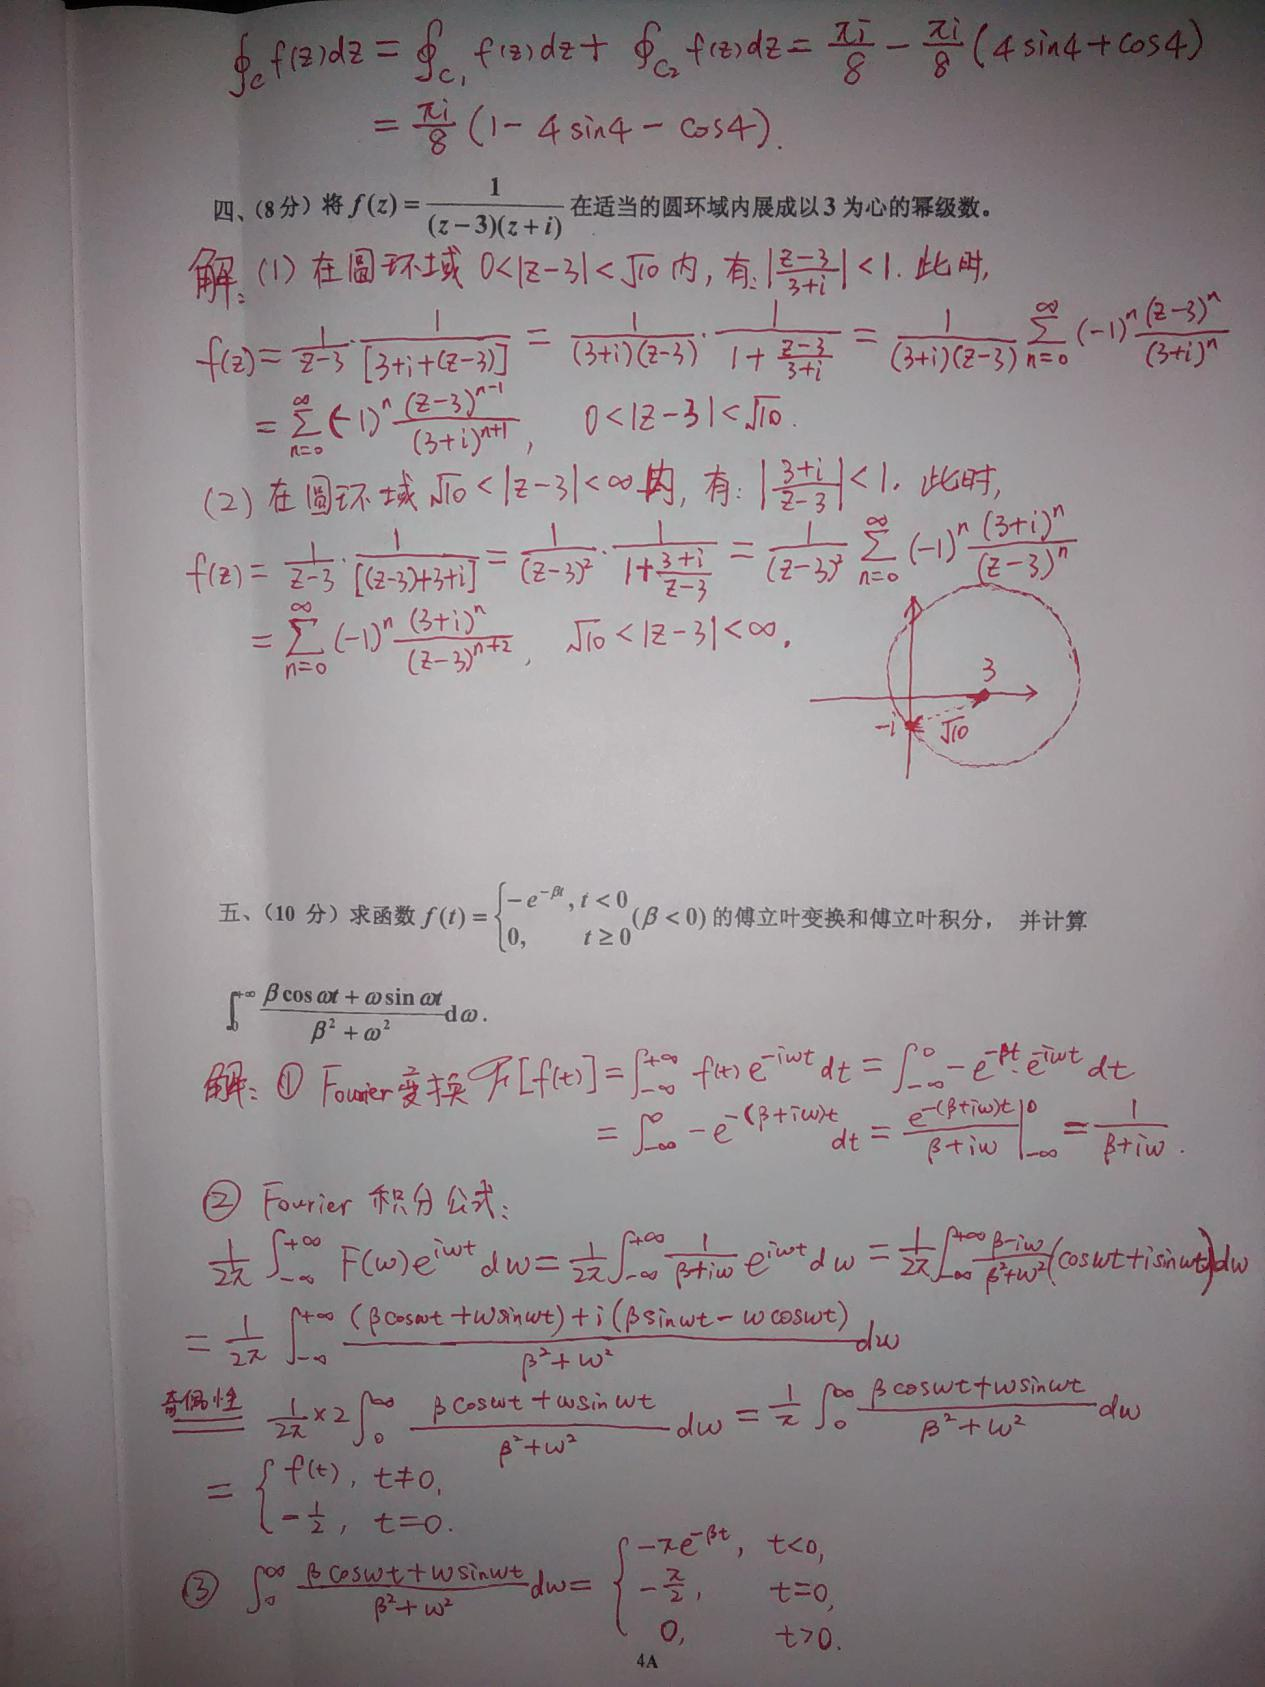 ∮_C f(z)dz = ∮_{C₁} f(z)dz + ∮_{C₂} f(z)dz = πi/8 − πi/8 (4sin4+cos4)
= πi/8 (1−4sin4−cos4).
四、(8分) 将 f(z) = 1/((z−3)(z+i)) 在适当的圆环域内展成以3为心的幂级数。
解: (1) 在圆环域 0<|z−3|<√10 内, 有: |(z−3)/(3+i)|<1. 此时,
f(z) = 1/(z−3) · 1/[3+i+(z−3)] = 1/((3+i)(z−3)) · 1/(1+(z−3)/(3+i)) = 1/((3+i)(z−3)) ∑_{n=0}^{∞} (−1)^n (z−3)^n/(3+i)^n
= ∑_{n=0}^{∞} (−1)^n (z−3)^{n−1}/(3+i)^{n+1}, 0<|z−3|<√10.
(2) 在圆环域 √10<|z−3|<∞ 内, 有: |(3+i)/(z−3)|<1. 此时,
f(z) = 1/(z−3) · 1/[(z−3)+3+i] = 1/(z−3)² · 1/(1+(3+i)/(z−3)) = 1/(z−3)² ∑_{n=0}^{∞} (−1)^n (3+i)^n/(z−3)^n
= ∑_{n=0}^{∞} (−1)^n (3+i)^n/(z−3)^{n+2}, √10<|z−3|<∞.
3
−i √10
五、(10 分) 求函数 f(t) = { −e^{−βt}, t<0; 0, t≥0 (β<0) 的傅立叶变换和傅立叶积分, 并计算
∫_0^{+∞} (βcosωt+ωsinωt)/(β²+ω²) dω.
解: ① Fourier变换 ℱ[f(t)] = ∫_{−∞}^{+∞} f(t)e^{−iωt}dt = ∫_{−∞}^{0} −e^{−βt}·e^{−iωt}dt
= ∫_{−∞}^{0} −e^{−(β+iω)t}dt = e^{−(β+iω)t}/(β+iω) |_{−∞}^{0} = 1/(β+iω).
② Fourier 积分公式:
1/2π ∫_{−∞}^{+∞} F(ω)e^{iωt}dω = 1/2π ∫_{−∞}^{+∞} 1/(β+iω) e^{iωt}dω = 1/2π ∫_{−∞}^{+∞} (β−iω)/(β²+ω²) (cosωt+isinωt)dω
= 1/2π ∫_{−∞}^{+∞} ((βcosωt+ωsinωt)+i(βsinωt−ωcosωt))/(β²+ω²) dω
奇偶性 = 1/2π×2∫_0^∞ (βcosωt+ωsinωt)/(β²+ω²) dω = 1/π ∫_0^∞ (βcosωt+ωsinωt)/(β²+ω²) dω
= { f(t), t≠0, −1/2, t=0.
③ ∫_0^∞ (βcosωt+ωsinωt)/(β²+ω²) dω = { −πe^{−βt}, t<0, −π/2, t=0, 0, t>0.
4A